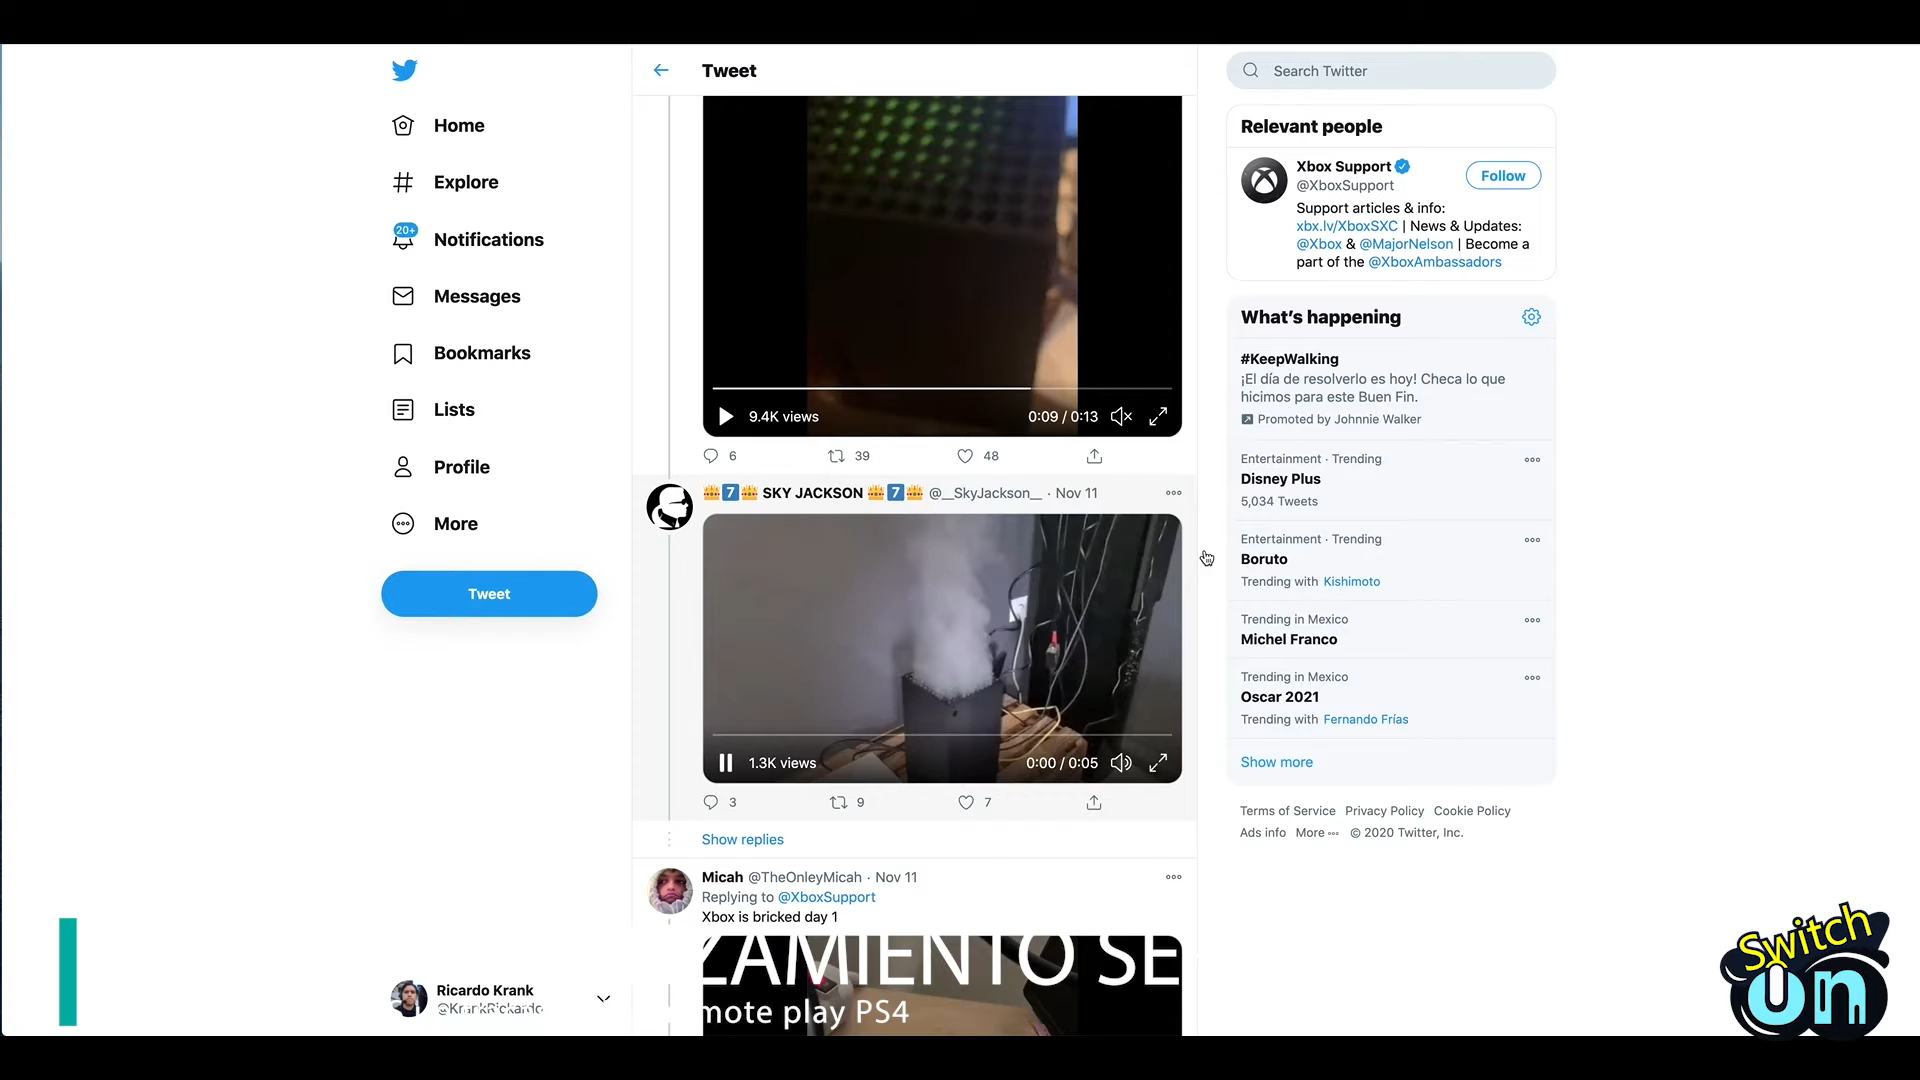 Home
Explore
20+
Notifications
Messages
Bookmarks
Lists
Profile
More
Tweet
Ricardo Krank
Tweet
9.4K views
0:09 / 0:13
6
39
48
7 SKY JACKSON 7 @__SkyJackson__ · Nov 11
1.3K views
0:00 / 0:05
3
9
7
Show replies
Micah @TheOnleyMicah · Nov 11
Replying to @XboxSupport
Xbox is bricked day 1
ZAMIENTO SE
mote play PS4
Search Twitter
Relevant people
Xbox Support
@XboxSupport
Follow
Support articles & info:
xbx.lv/XboxSXC | News & Updates:
@Xbox & @MajorNelson | Become a
part of the @XboxAmbassadors
What's happening
#KeepWalking
¡El día de resolverlo es hoy! Checa lo que
hicimos para este Buen Fin.
Promoted by Johnnie Walker
Entertainment · Trending
Disney Plus
5,034 Tweets
Entertainment · Trending
Boruto
Trending with Kishimoto
Trending in Mexico
Michel Franco
Trending in Mexico
Oscar 2021
Trending with Fernando Frías
Show more
Terms of Service Privacy Policy Cookie Policy
Ads info More © 2020 Twitter, Inc.
Switch
Un